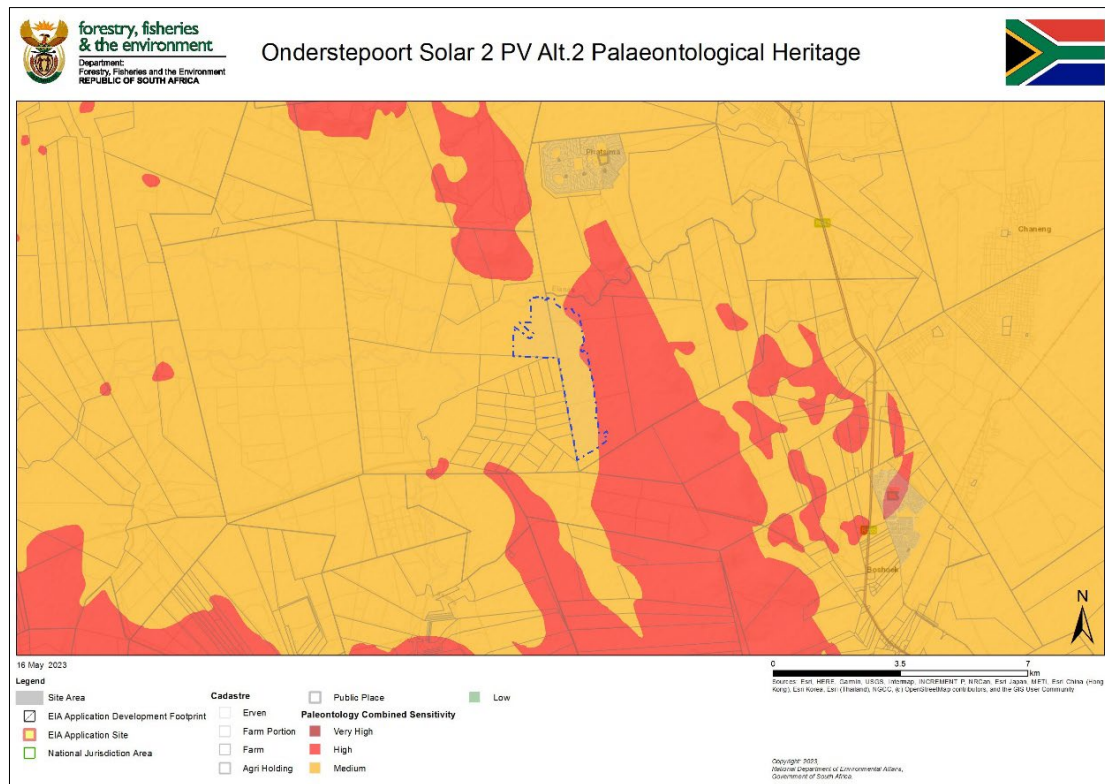 forestry, fisheries
& the environment
Department:
Forestry, Fisheries and the Environment
REPUBLIC OF SOUTH AFRICA
Onderstepoort Solar 2 PV Alt.2 Palaeontological Heritage
Phatsima
Chaneng
Elands
Boshoek
N
16 May 2023
Legend
Site Area
EIA Application Development Footprint
EIA Application Site
National Jurisdiction Area
Cadastre
Erven
Farm Portion
Farm
Agri Holding
Public Place
Paleontology Combined Sensitivity
Very High
High
Medium
Low
0 3.5 7
km
Sources: Esri, HERE, Garmin, USGS, Intermap, INCREMENT P, NRCan, Esri Japan, METI, Esri China (Hong
Kong), Esri Korea, Esri (Thailand), NGCC, (c) OpenStreetMap contributors, and the GIS User Community
Copyright: 2023,
National Department of Environmental Affairs,
Government of South Africa.